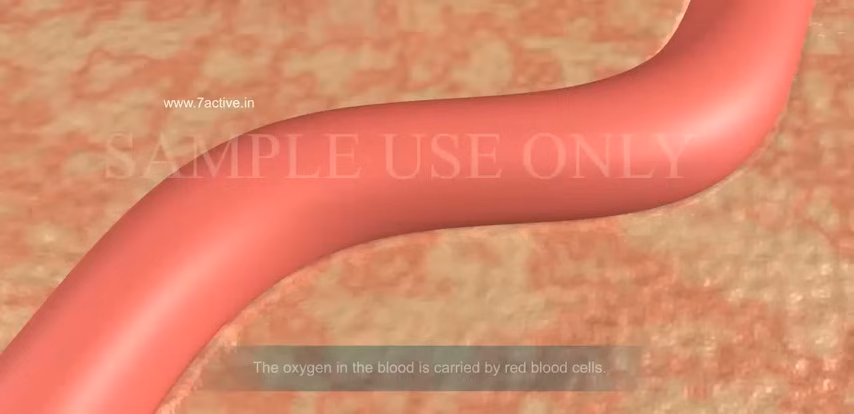 www.7active.in
SAMPLE USE ONLY
The oxygen in the blood is carried by red blood cells.